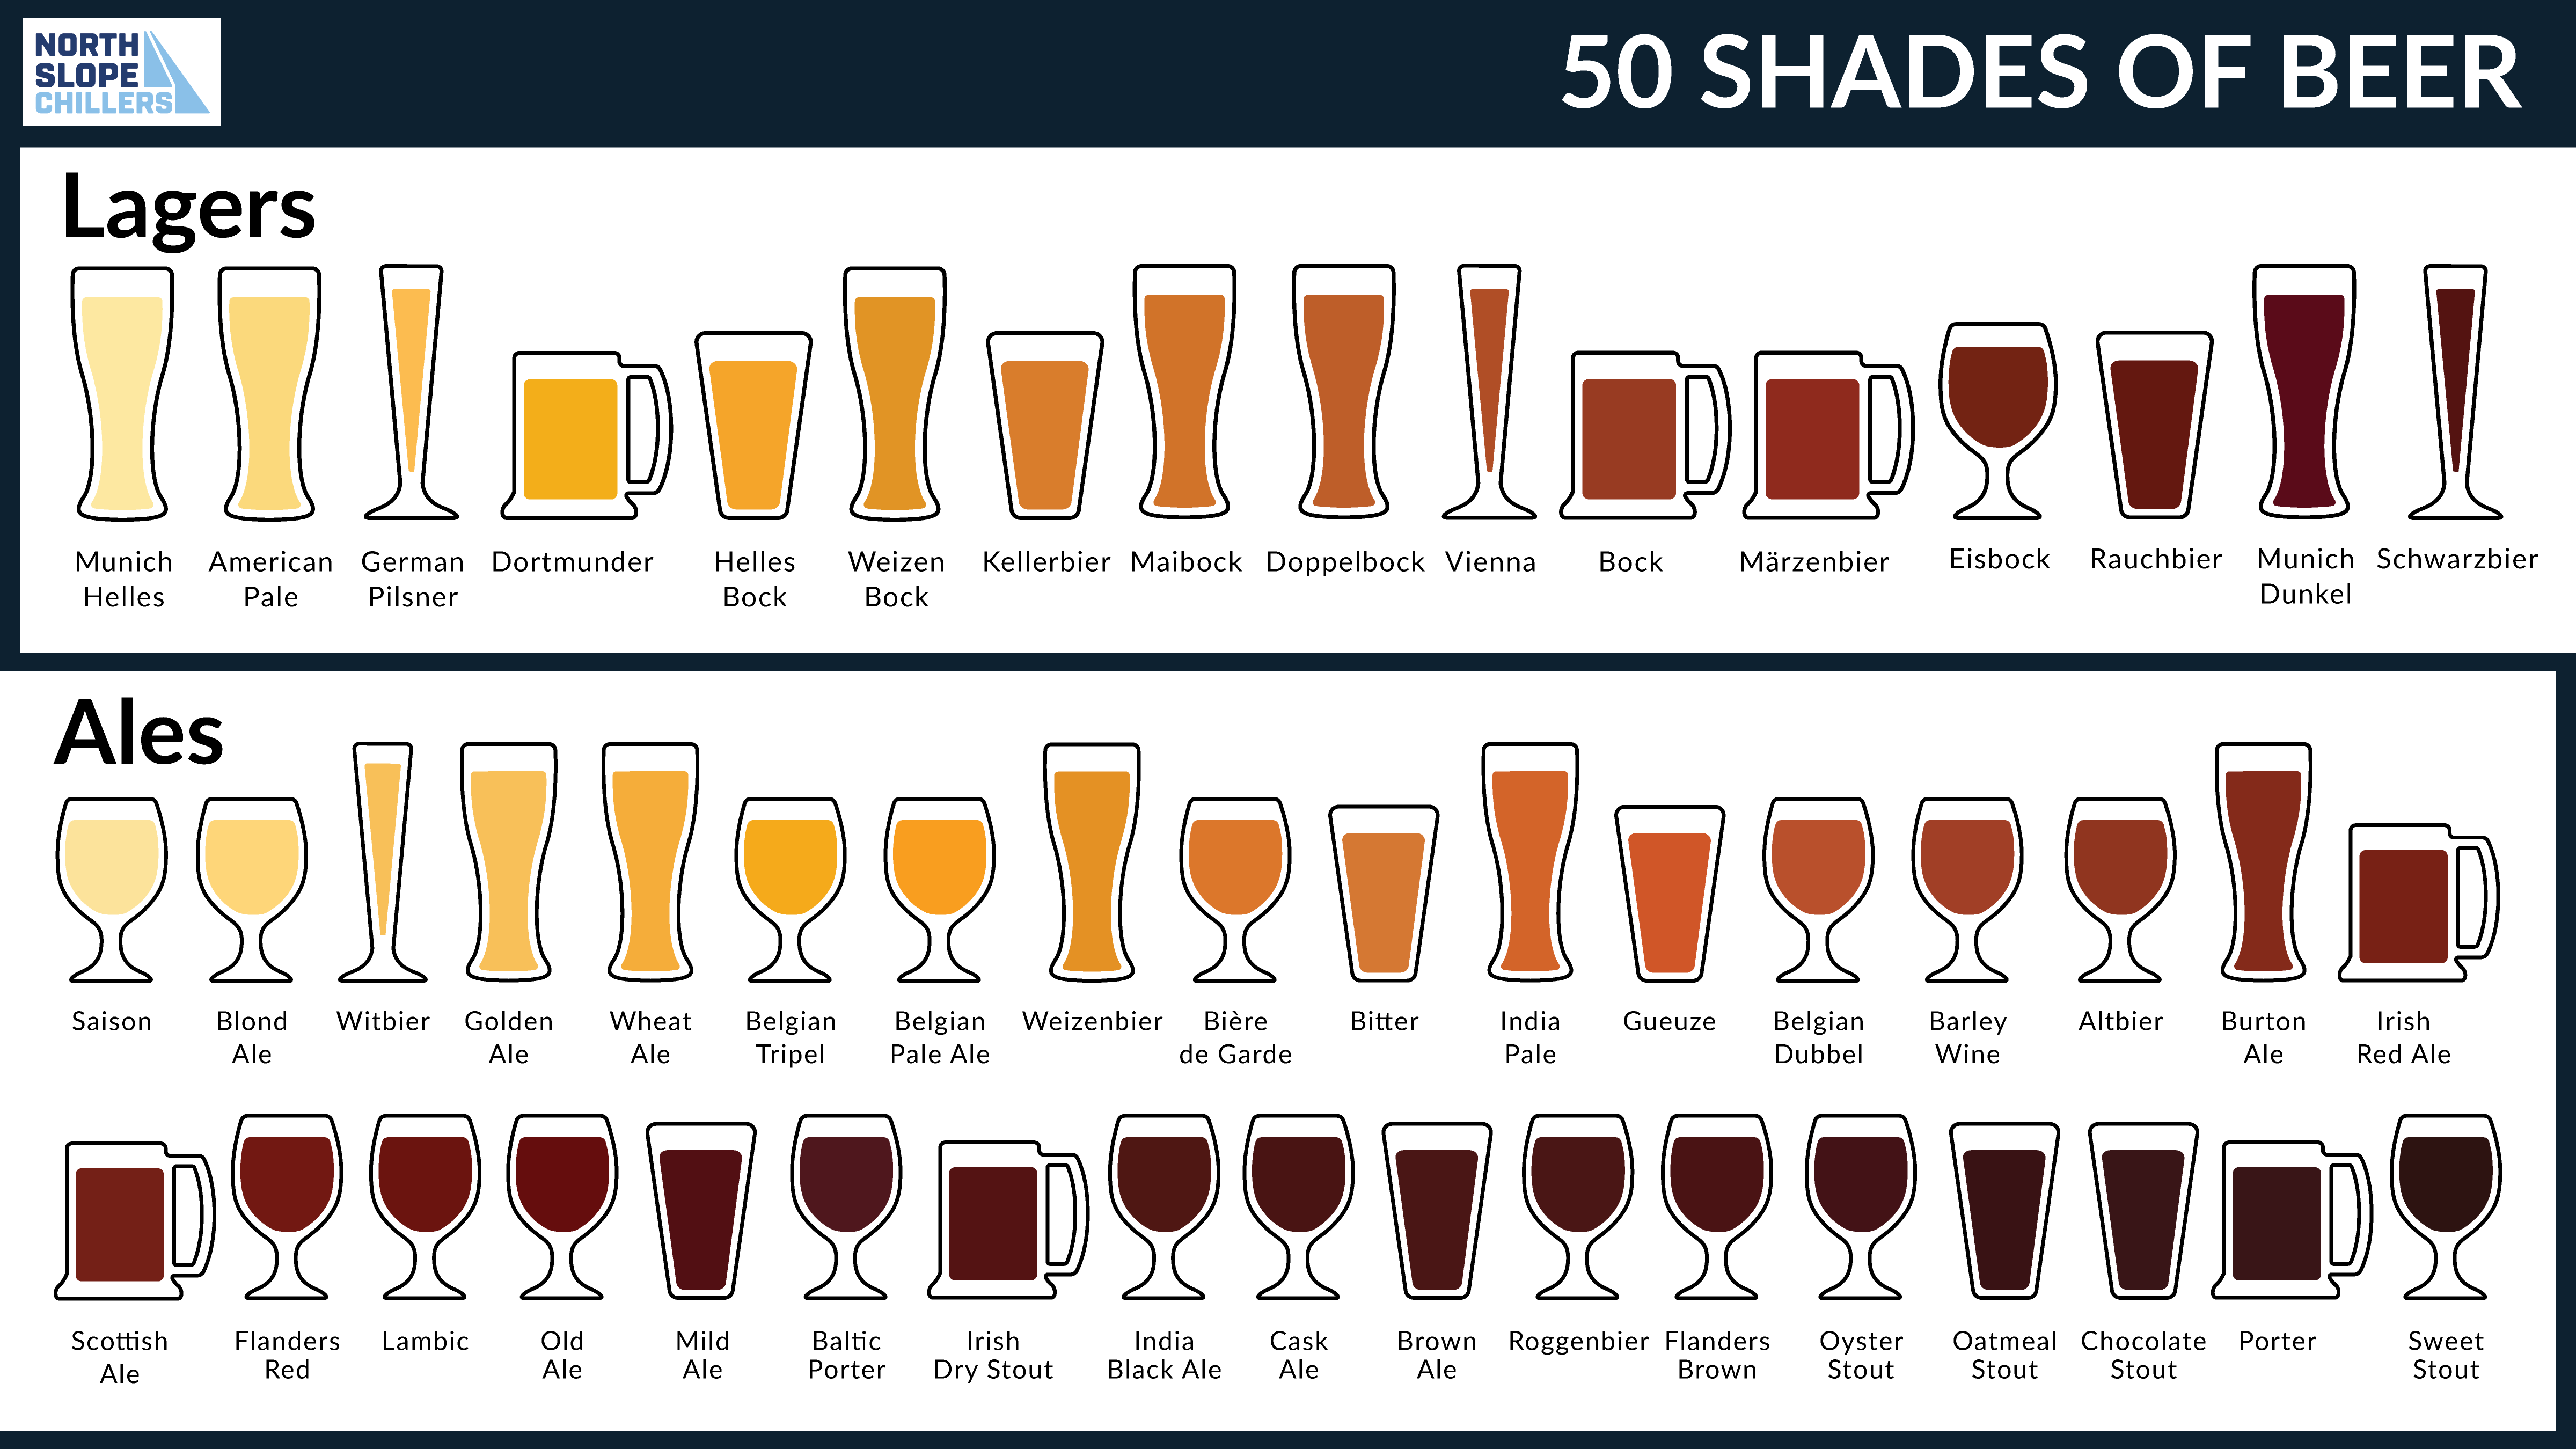 NORTH
SLOPE
CHILLERS
50 SHADES OF BEER
Lagers
Munich
Helles
American
Pale
German
Pilsner
Dortmunder
Helles
Bock
Weizen
Bock
Kellerbier
Maibock
Doppelbock
Vienna
Bock
Märzenbier
Eisbock
Rauchbier
Munich
Dunkel
Schwarzbier
Ales
Saison
Blond
Ale
Witbier
Golden
Ale
Wheat
Ale
Belgian
Tripel
Belgian
Pale Ale
Weizenbier
Bière
de Garde
Bitter
India
Pale
Gueuze
Belgian
Dubbel
Barley
Wine
Altbier
Burton
Ale
Irish
Red Ale
Scottish
Ale
Flanders
Red
Lambic
Old
Ale
Mild
Ale
Baltic
Porter
Irish
Dry Stout
India
Black Ale
Cask
Ale
Brown
Ale
Roggenbier
Flanders
Brown
Oyster
Stout
Oatmeal
Stout
Chocolate
Stout
Porter
Sweet
Stout